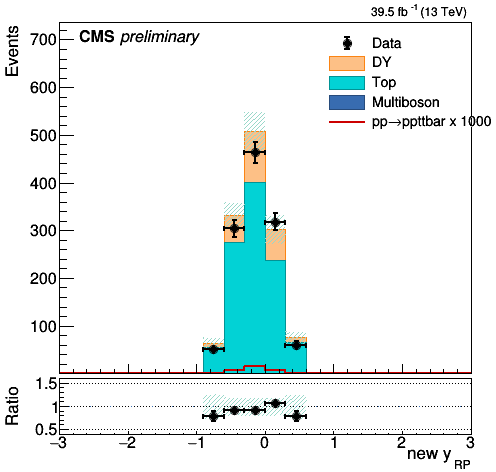 39.5 fb⁻¹ (13 TeV)
CMS preliminary
Events
700
600
500
400
300
200
100
Data
DY
Top
Multiboson
pp→ppttbar x 1000
Ratio
1.5
1
0.5
−3 −2 −1 0 1 2 3
new y_RP